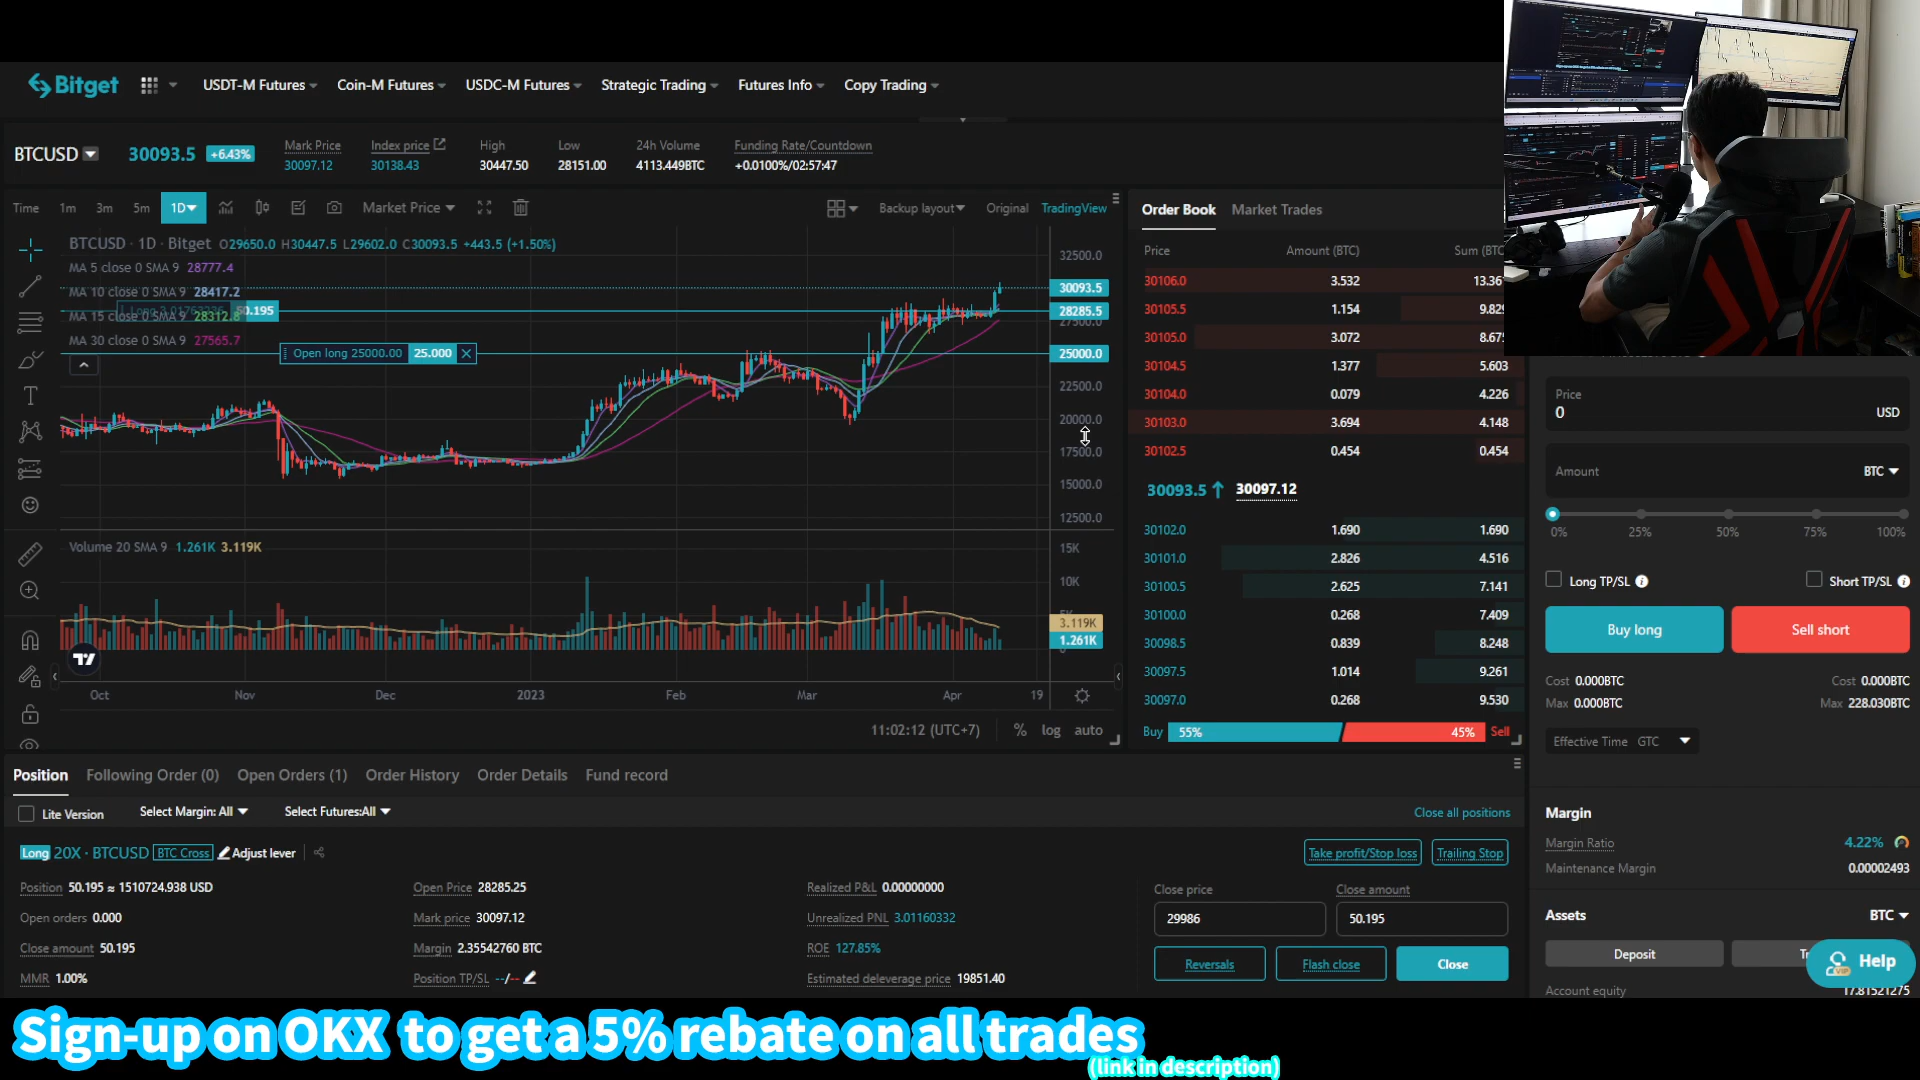 Bitget
USDT-M Futures
Coin-M Futures
USDC-M Futures
Strategic Trading
Futures Info
Copy Trading
BTCUSD
30093.5
+6.43%
Mark Price
30097.12
Index price
30138.43
High
30447.50
Low
28151.00
24h Volume
4113.449BTC
Funding Rate/Countdown
+0.0100%/02:57:47
Time
1m
3m
5m
1D
Market Price
Backup layout
Original
TradingView
BTCUSD · 1D · Bitget O29650.0 H30447.5 L29602.0 C30093.5 +443.5 (+1.50%)
MA 5 close 0 SMA 9 28777.4
MA 10 close 0 SMA 9 28417.2
MA 15 close 0 SMA 9 28312.8
MA 30 close 0 SMA 9 27565.7
Open long 25000.00 25.000
32500.0
30093.5
28285.5
27500.0
25000.0
22500.0
20000.0
17500.0
15000.0
12500.0
Volume 20 SMA 9 1.261K 3.119K
15K
10K
5K
3.119K
1.261K
0
Oct
Nov
Dec
2023
Feb
Mar
Apr
19
11:02:12 (UTC+7)
%
log
auto
Order Book
Market Trades
Price Amount (BTC) Sum (BTC
30106.0 3.532 13.36
30105.5 1.154 9.829
30105.0 3.072 8.675
30104.5 1.377 5.603
30104.0 0.079 4.226
30103.0 3.694 4.148
30102.5 0.454 0.454
30093.5 30097.12
30102.0 1.690 1.690
30101.0 2.826 4.516
30100.5 2.625 7.141
30100.0 0.268 7.409
30098.5 0.839 8.248
30097.5 1.014 9.261
30097.0 0.268 9.530
Buy 55% 45% Sell
Price
0 USD
Amount BTC
0% 25% 50% 75% 100%
Long TP/SL
Short TP/SL
Buy long
Sell short
Cost 0.000BTC
Cost 0.000BTC
Max 0.000BTC
Max 228.030BTC
Effective Time GTC
Margin
Margin Ratio 4.22%
Maintenance Margin 0.00002493
Assets BTC
Deposit
Help
Account equity 17.81521275
Position
Following Order (0)
Open Orders (1)
Order History
Order Details
Fund record
Lite Version
Select Margin: All
Select Futures:All
Close all positions
Long 20X · BTCUSD BTC Cross Adjust lever
Take profit/Stop loss
Trailing Stop
Position 50.195 ≈ 1510724.938 USD
Open Price 28285.25
Realized P&L 0.00000000
Close price
Close amount
Open orders 0.000
Mark price 30097.12
Unrealized PNL 3.01160332
29986
50.195
Close amount 50.195
Margin 2.35542760 BTC
ROE 127.85%
Reversals
Flash close
Close
MMR 1.00%
Position TP/SL --/--
Estimated deleverage price 19851.40
Sign-up on OKX to get a 5% rebate on all trades
(link in description)